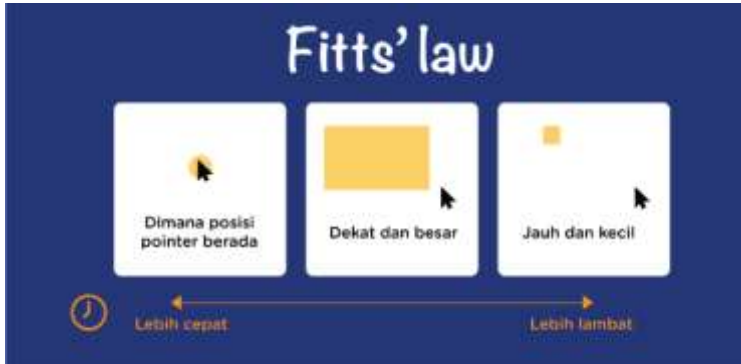 Fitts' law
Dimana posisi
pointer berada
Dekat dan besar
Jauh dan kecil
Lebih cepat
Lebih lambat